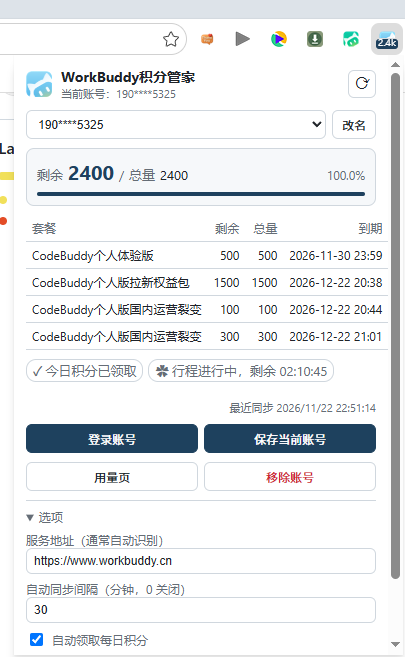 2.4k
La
WorkBuddy积分管家
当前账号：190****5325
190****5325 改名
剩余 2400 / 总量 2400 100.0%
套餐 剩余 总量 到期
CodeBuddy个人体验版 500 500 2026-11-30 23:59
CodeBuddy个人版拉新权益包 1500 1500 2026-12-22 20:38
CodeBuddy个人版国内运营裂变 100 100 2026-12-22 20:44
CodeBuddy个人版国内运营裂变 300 300 2026-12-22 21:01
✓ 今日积分已领取 行程进行中，剩余 02:10:45
最近同步 2026/11/22 22:51:14
登录账号 保存当前账号
用量页 移除账号
▼ 选项
服务地址（通常自动识别）
https://www.workbuddy.cn
自动同步间隔（分钟，0 关闭）
30
自动领取每日积分